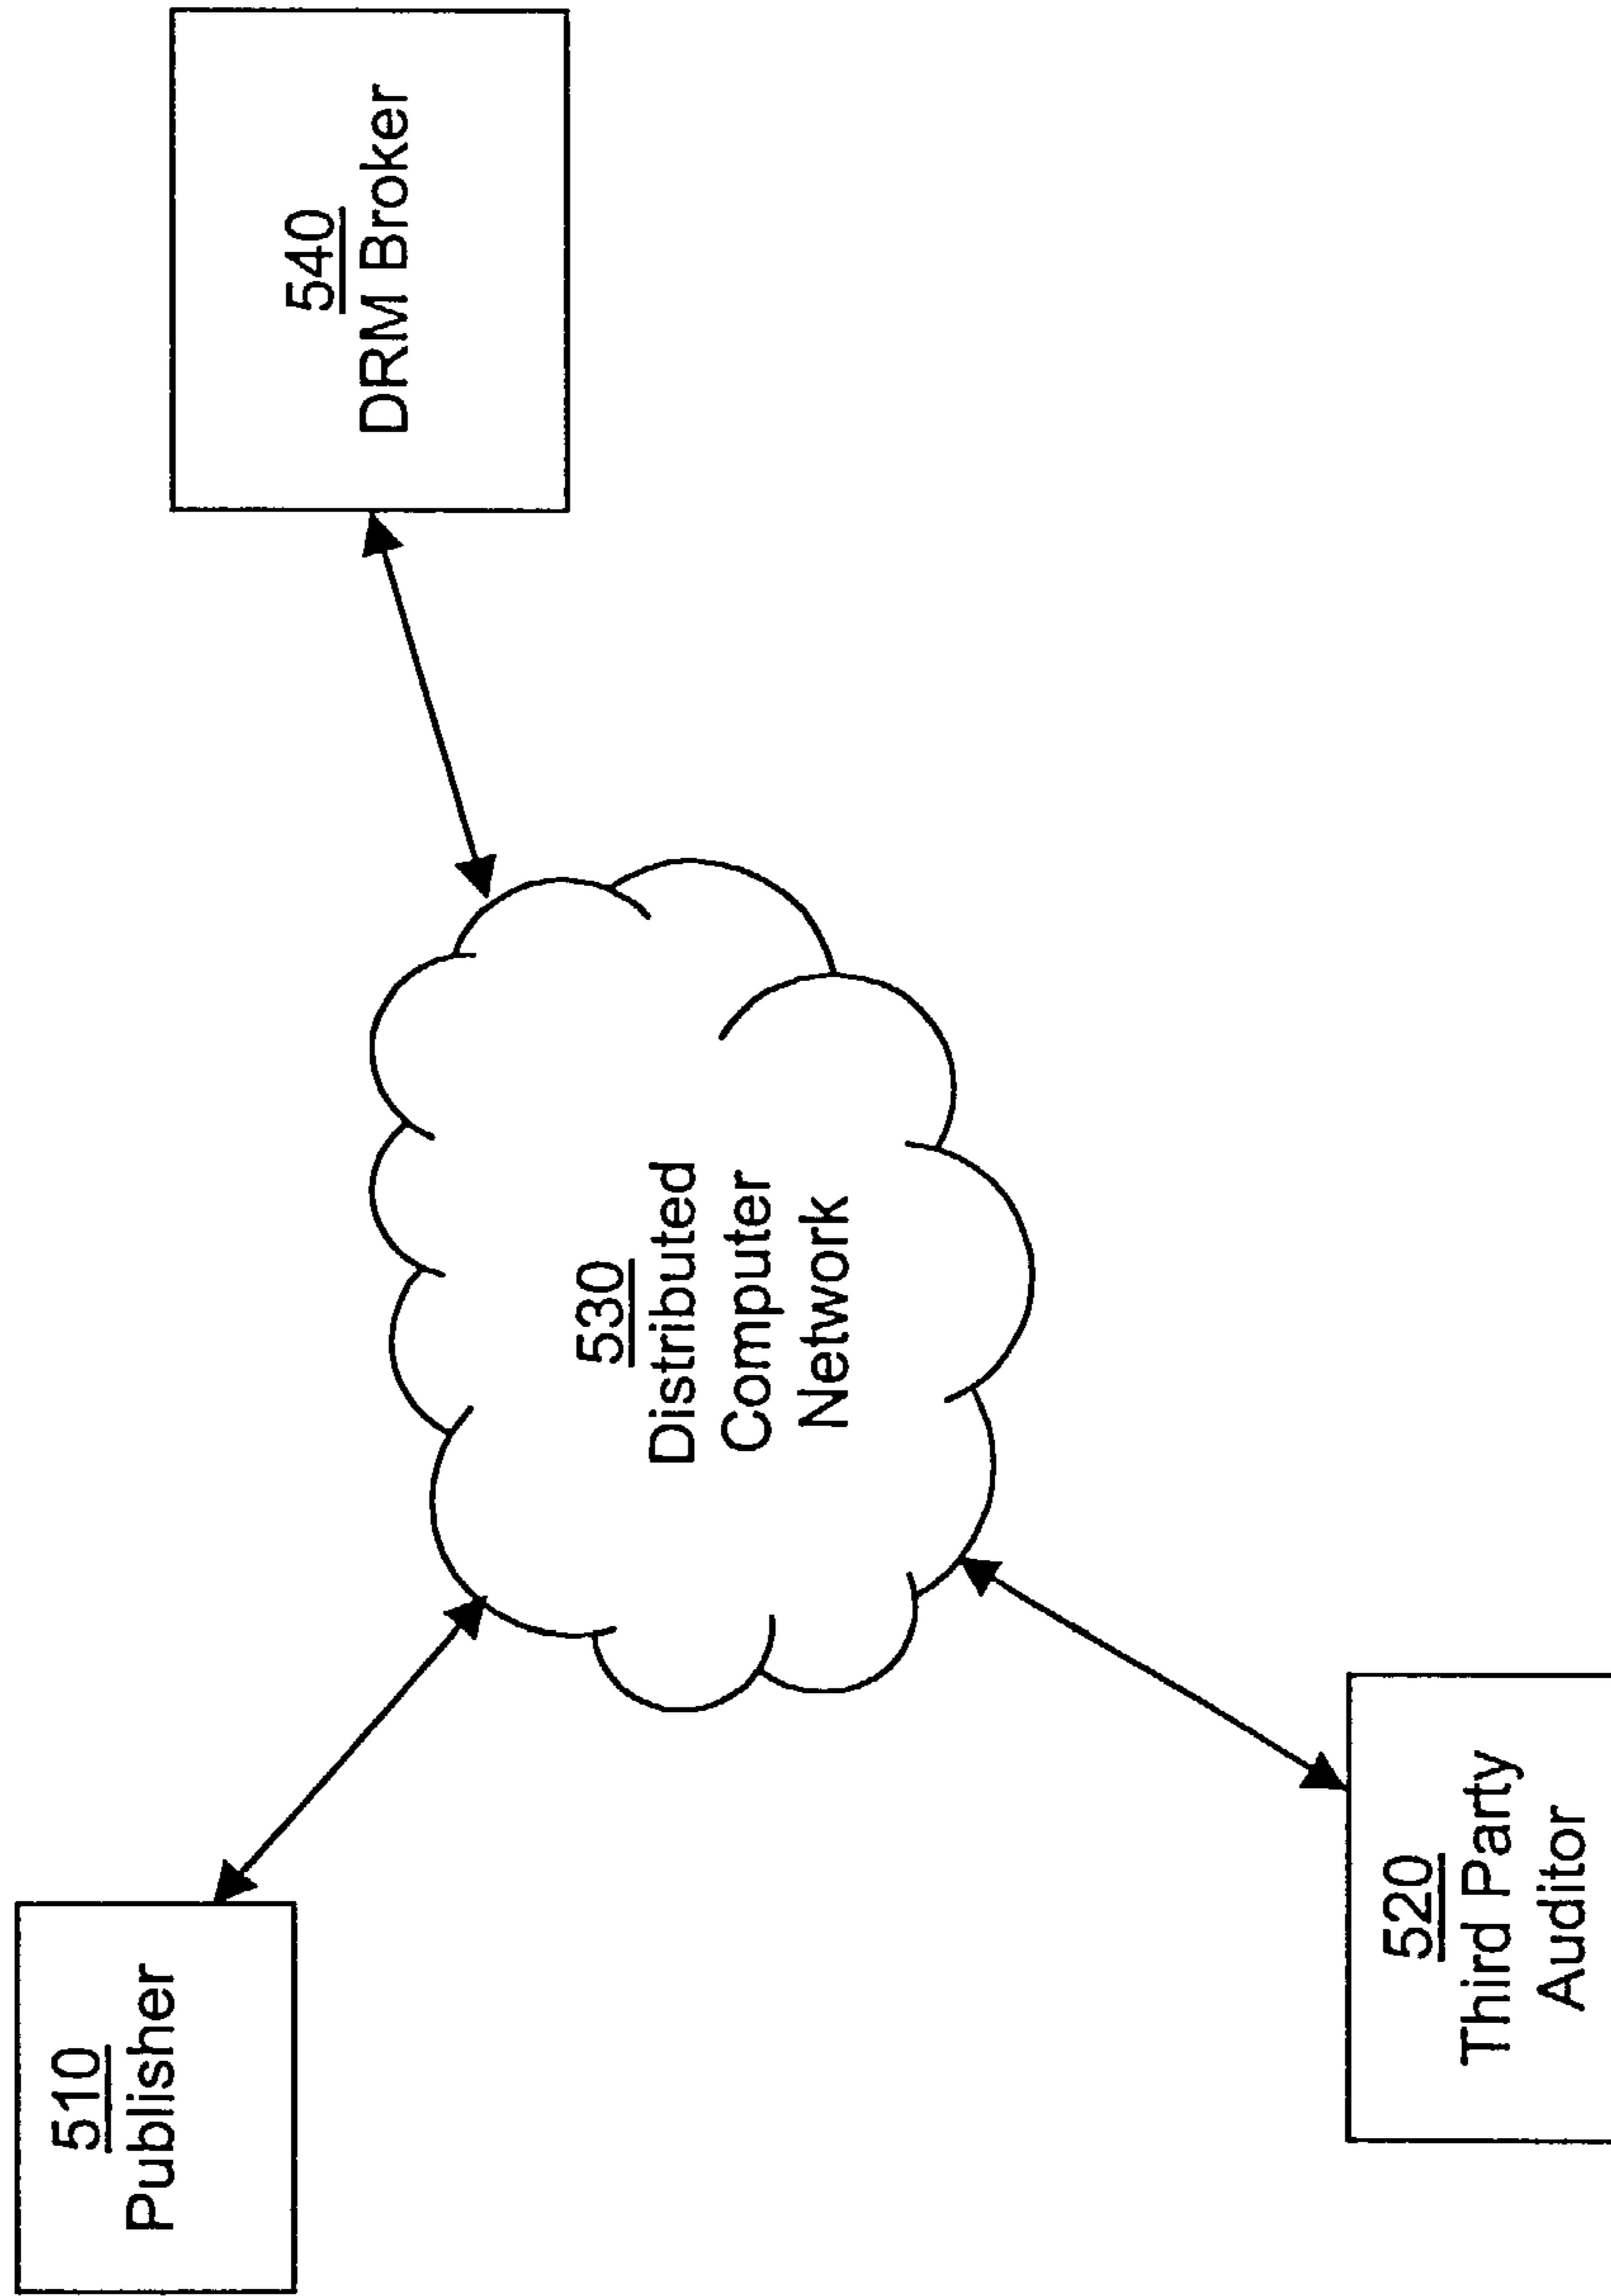 510
Publisher
540
DRM Broker
530
Distributed
Computer
Network
520
Third Party
Auditor